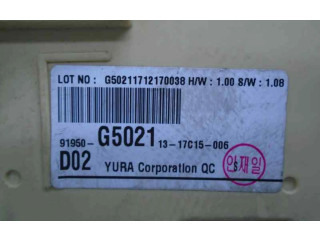 LOT NO : G50211712170038 H/W : 1.00 S/W : 1.08
91950- G5021 13-17C15-006
D02 YURA Corporation QC
안재일